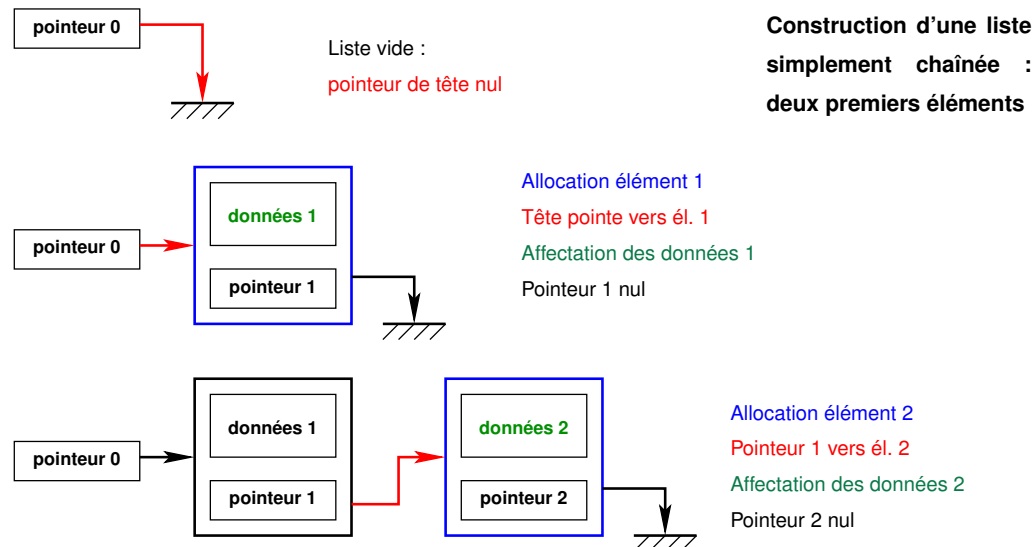 pointeur 0
Liste vide :
pointeur de tête nul
Construction d'une liste
simplement chaînée :
deux premiers éléments
pointeur 0
données 1
pointeur 1
Allocation élément 1
Tête pointe vers él. 1
Affectation des données 1
Pointeur 1 nul
pointeur 0
données 1
pointeur 1
données 2
pointeur 2
Allocation élément 2
Pointeur 1 vers él. 2
Affectation des données 2
Pointeur 2 nul